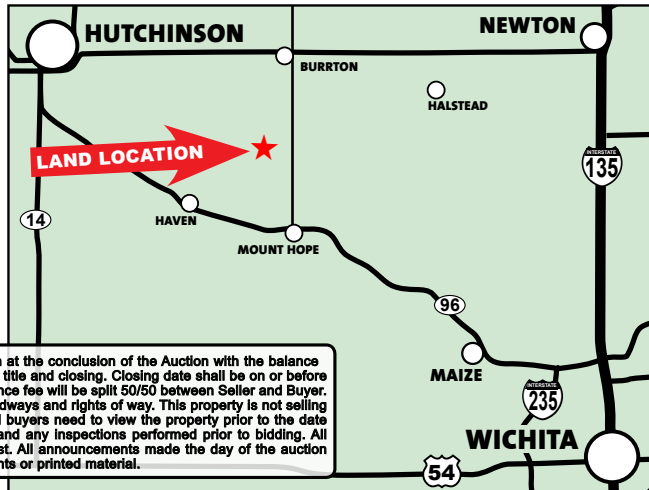 HUTCHINSON
NEWTON
BURRTON
HALSTEAD
LAND LOCATION
INTERSTATE
135
14
HAVEN
MOUNT HOPE
96
MAIZE
INTERSTATE
235
WICHITA
54
at the conclusion of the Auction with the balance
title and closing. Closing date shall be on or before
nce fee will be split 50/50 between Seller and Buyer.
dways and rights of way. This property is not selling
buyers need to view the property prior to the date
and any inspections performed prior to bidding. All
st. All announcements made the day of the auction
nts or printed material.